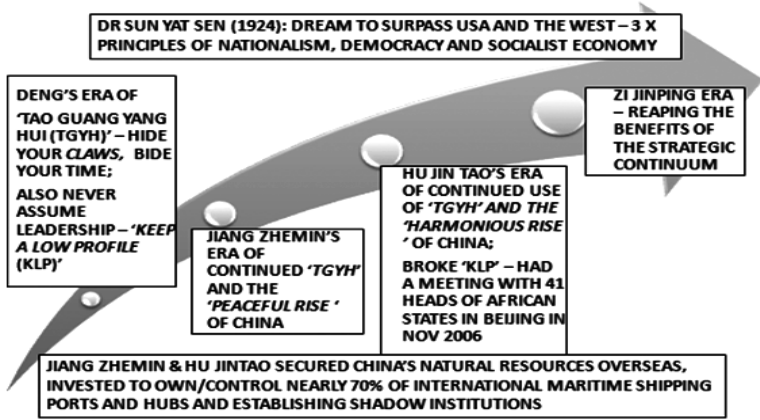 DR SUN YAT SEN (1924): DREAM TO SURPASS USA AND THE WEST – 3 X
PRINCIPLES OF NATIONALISM, DEMOCRACY AND SOCIALIST ECONOMY
DENG'S ERA OF
'TAO GUANG YANG
HUI (TGYH)' – HIDE
YOUR CLAWS, BIDE
YOUR TIME;
ALSO NEVER
ASSUME
LEADERSHIP – 'KEEP
A LOW PROFILE
(KLP)'
JIANG ZHEMIN'S
ERA OF
CONTINUED 'TGYH'
AND THE
'PEACEFUL RISE '
OF CHINA
HU JIN TAO'S ERA
OF CONTINUED USE
OF 'TGYH' AND THE
'HARMONIOUS RISE
' OF CHINA;
BROKE 'KLP' – HAD
A MEETING WITH 41
HEADS OF AFRICAN
STATES IN BEIJING IN
NOV 2006
ZI JINPING ERA
– REAPING THE
BENEFITS OF
THE STRATEGIC
CONTINUUM
JIANG ZHEMIN & HU JINTAO SECURED CHINA'S NATURAL RESOURCES OVERSEAS,
INVESTED TO OWN/CONTROL NEARLY 70% OF INTERNATIONAL MARITIME SHIPPING
PORTS AND HUBS AND ESTABLISHING SHADOW INSTITUTIONS